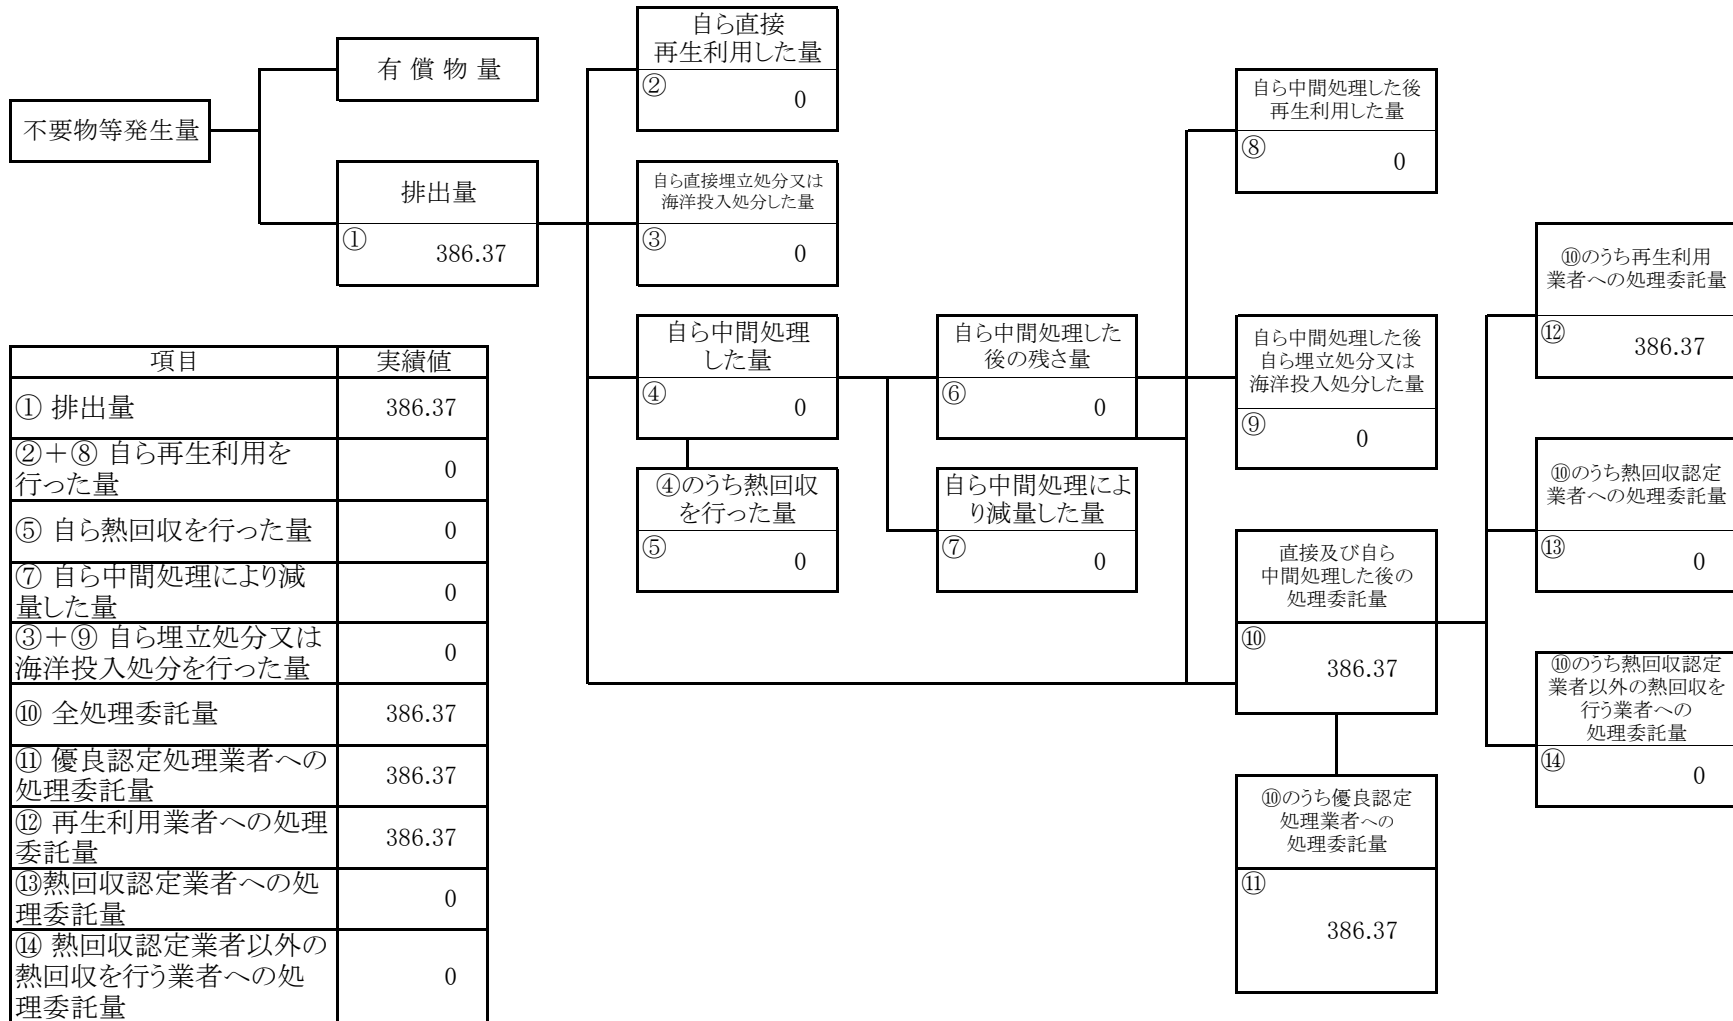 不要物等発生量
有 償 物 量
排出量
①
386.37
自ら直接
再生利用した量
②
0
自ら直接埋立処分又は
海洋投入処分した量
③
0
自ら中間処理
した量
④
0
④のうち熱回収
を行った量
⑤
0
自ら中間処理した
後の残さ量
⑥
0
自ら中間処理によ
り減量した量
⑦
0
自ら中間処理した後
再生利用した量
⑧
0
自ら中間処理した後
自ら埋立処分又は
海洋投入処分した量
⑨
0
直接及び自ら
中間処理した後の
処理委託量
⑩
386.37
⑩のうち優良認定
処理業者への
処理委託量
⑪
386.37
⑩のうち再生利用
業者への処理委託量
⑫
386.37
⑩のうち熱回収認定
業者への処理委託量
⑬
0
⑩のうち熱回収認定
業者以外の熱回収を
行う業者への
処理委託量
⑭
0
項目 実績値
① 排出量 386.37
②＋⑧ 自ら再生利用を
行った量 0
⑤ 自ら熱回収を行った量 0
⑦ 自ら中間処理により減
量した量 0
③＋⑨ 自ら埋立処分又は
海洋投入処分を行った量 0
⑩ 全処理委託量 386.37
⑪ 優良認定処理業者への
処理委託量 386.37
⑫ 再生利用業者への処理
委託量 386.37
⑬熱回収認定業者への処
理委託量 0
⑭ 熱回収認定業者以外の
熱回収を行う業者への処
理委託量 0